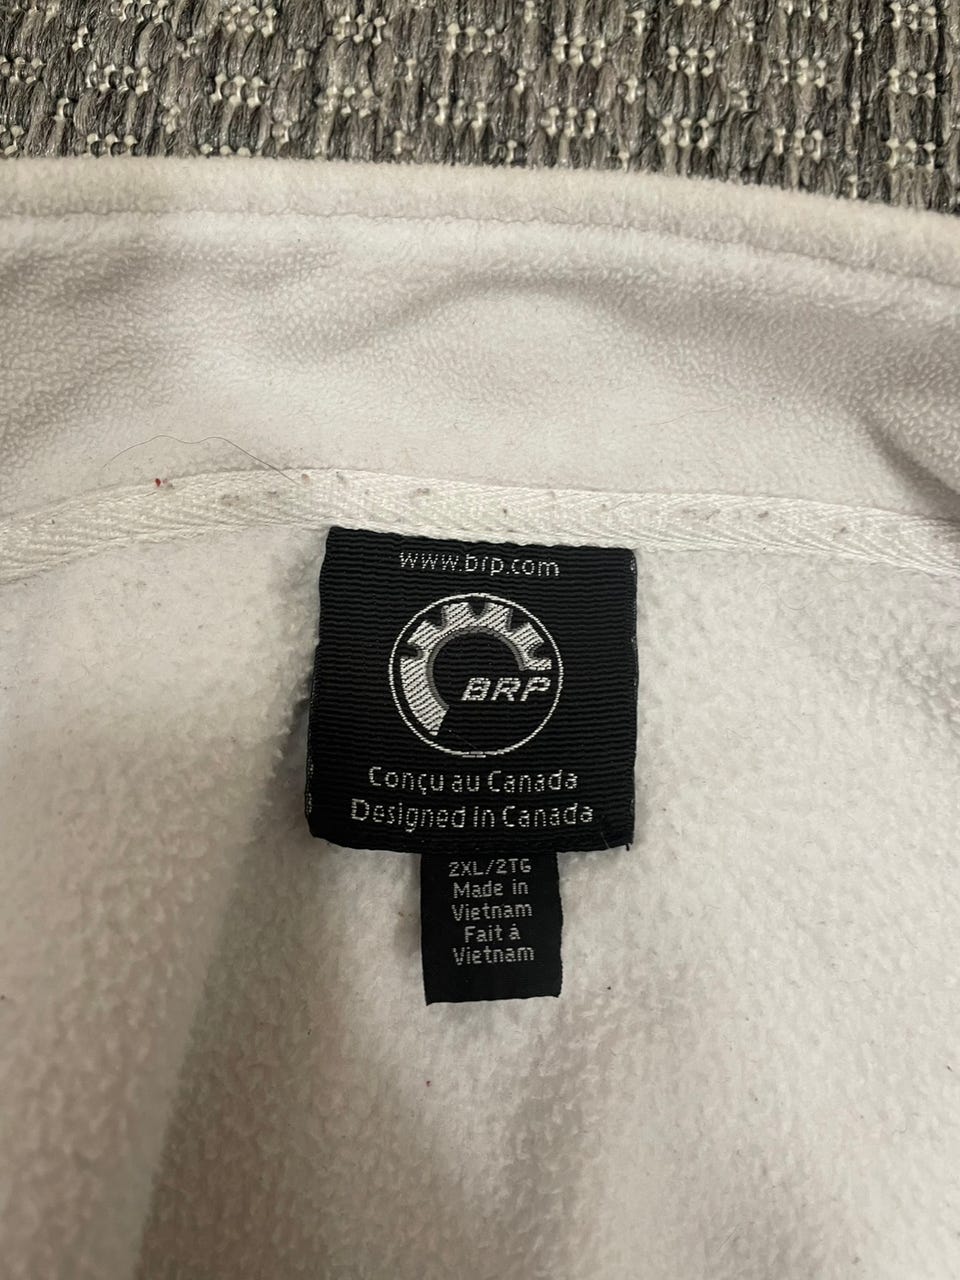 www.brp.com
BRP
Conçu au Canada
Designed in Canada
2XL/2TG
Made in
Vietnam
Fait à
Vietnam